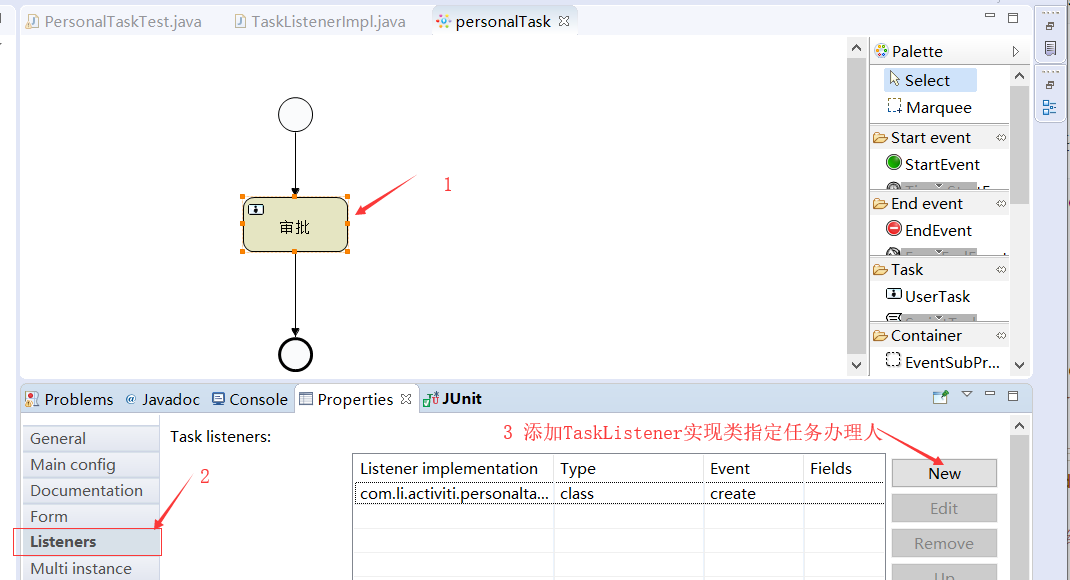 PersonalTaskTest.java
TaskListenerImpl.java
personalTask
Palette
Select
Marquee
Start event
StartEvent
End event
EndEvent
Task
UserTask
Container
EventSubPr...
1
审批
Problems
@ Javadoc
Console
Properties
JUnit
General
Main config
Documentation
Form
Listeners
Multi instance
2
Task listeners:
3 添加TaskListener实现类指定任务办理人
Listener implementation Type Event Fields
com.li.activiti.personalta... class create
New
Edit
Remove
Up